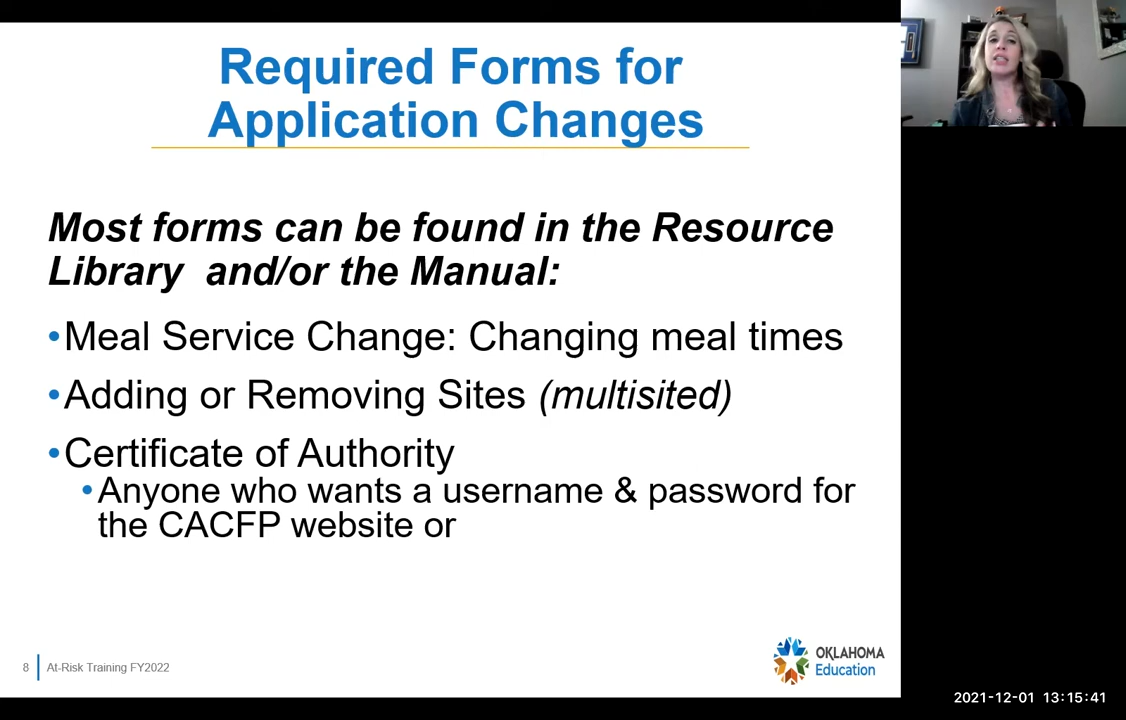 Required Forms for
Application Changes
Most forms can be found in the Resource
Library and/or the Manual:
•Meal Service Change: Changing meal times
•Adding or Removing Sites (multisited)
•Certificate of Authority
•Anyone who wants a username & password for
the CACFP website or
8 At-Risk Training FY2022
OKLAHOMA
Education
2021-12-01 13:15:41